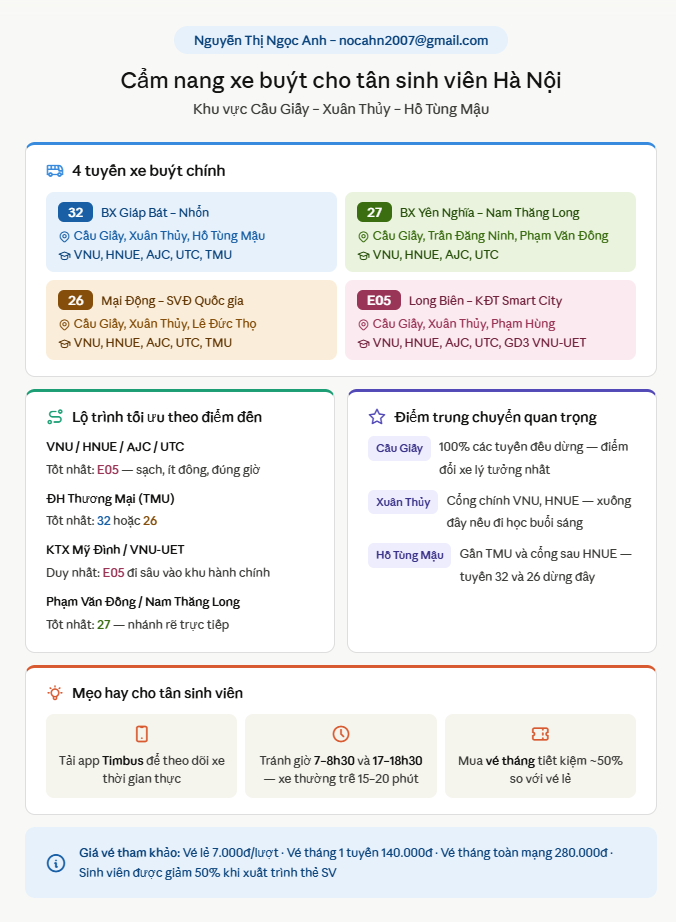 Nguyễn Thị Ngọc Anh – nocahn2007@gmail.com
Cẩm nang xe buýt cho tân sinh viên Hà Nội
Khu vực Cầu Giấy – Xuân Thủy – Hồ Tùng Mậu
4 tuyến xe buýt chính
32 BX Giáp Bát – Nhổn
Cầu Giấy, Xuân Thủy, Hồ Tùng Mậu
VNU, HNUE, AJC, UTC, TMU
27 BX Yên Nghĩa – Nam Thăng Long
Cầu Giấy, Trần Đăng Ninh, Phạm Văn Đồng
VNU, HNUE, AJC, UTC
26 Mai Động – SVĐ Quốc gia
Cầu Giấy, Xuân Thủy, Lê Đức Thọ
VNU, HNUE, AJC, UTC, TMU
E05 Long Biên – KĐT Smart City
Cầu Giấy, Xuân Thủy, Phạm Hùng
VNU, HNUE, AJC, UTC, GD3 VNU-UET
Lộ trình tối ưu theo điểm đến
VNU / HNUE / AJC / UTC
Tốt nhất: E05 — sạch, ít đông, đúng giờ
ĐH Thương Mại (TMU)
Tốt nhất: 32 hoặc 26
KTX Mỹ Đình / VNU-UET
Duy nhất: E05 đi sâu vào khu hành chính
Phạm Văn Đồng / Nam Thăng Long
Tốt nhất: 27 — nhánh rẽ trực tiếp
Điểm trung chuyển quan trọng
Cầu Giấy 100% các tuyến đều dừng — điểm
đổi xe lý tưởng nhất
Xuân Thủy Cổng chính VNU, HNUE — xuống
đây nếu đi học buổi sáng
Hồ Tùng Mậu Gần TMU và cổng sau HNUE —
tuyến 32 và 26 dừng đây
Mẹo hay cho tân sinh viên
Tải app Timbus để theo dõi xe
thời gian thực
Tránh giờ 7–8h30 và 17–18h30
— xe thường trễ 15–20 phút
Mua vé tháng tiết kiệm ~50%
so với vé lẻ
Giá vé tham khảo: Vé lẻ 7.000đ/lượt · Vé tháng 1 tuyến 140.000đ · Vé tháng toàn mạng 280.000đ ·
Sinh viên được giảm 50% khi xuất trình thẻ SV